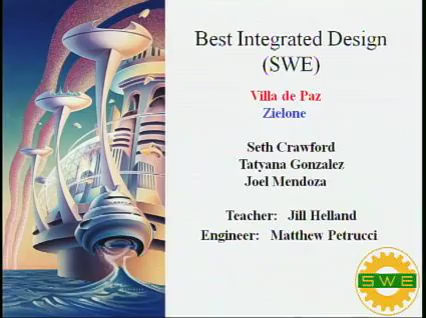 Best Integrated Design
(SWE)
Villa de Paz
Zielone
Seth Crawford
Tatyana Gonzalez
Joel Mendoza
Teacher: Jill Helland
Engineer: Matthew Petrucci
SWE